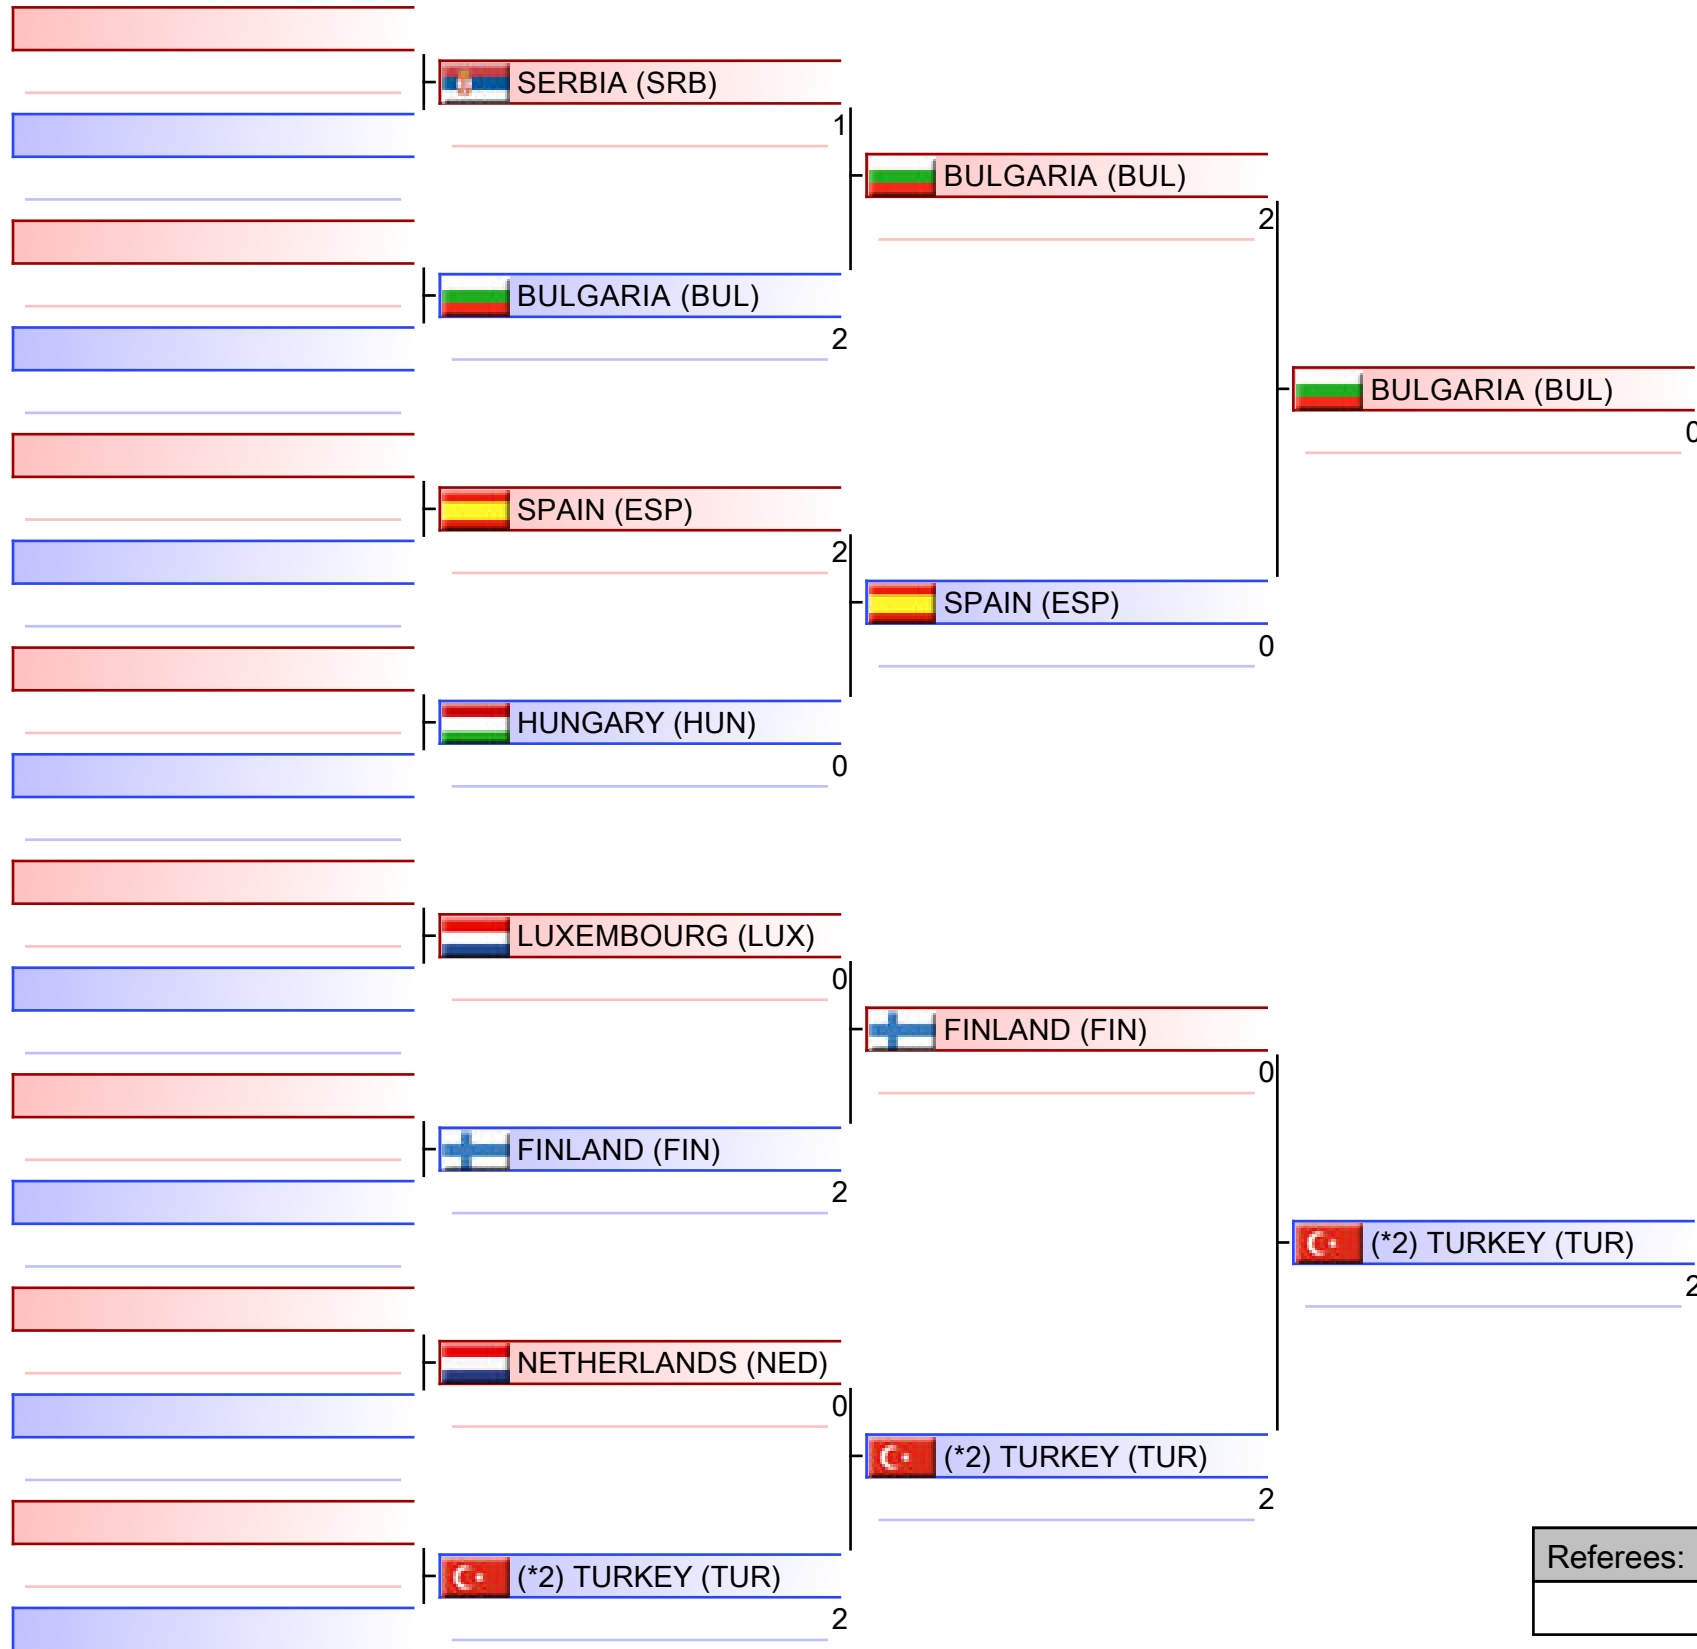 SERBIA (SRB)
1
BULGARIA (BUL)
2
BULGARIA (BUL)
2
BULGARIA (BUL)
0
SPAIN (ESP)
2
SPAIN (ESP)
0
HUNGARY (HUN)
0
LUXEMBOURG (LUX)
0
FINLAND (FIN)
0
FINLAND (FIN)
2
(*2) TURKEY (TUR)
2
NETHERLANDS (NED)
0
(*2) TURKEY (TUR)
2
(*2) TURKEY (TUR)
2
Referees: